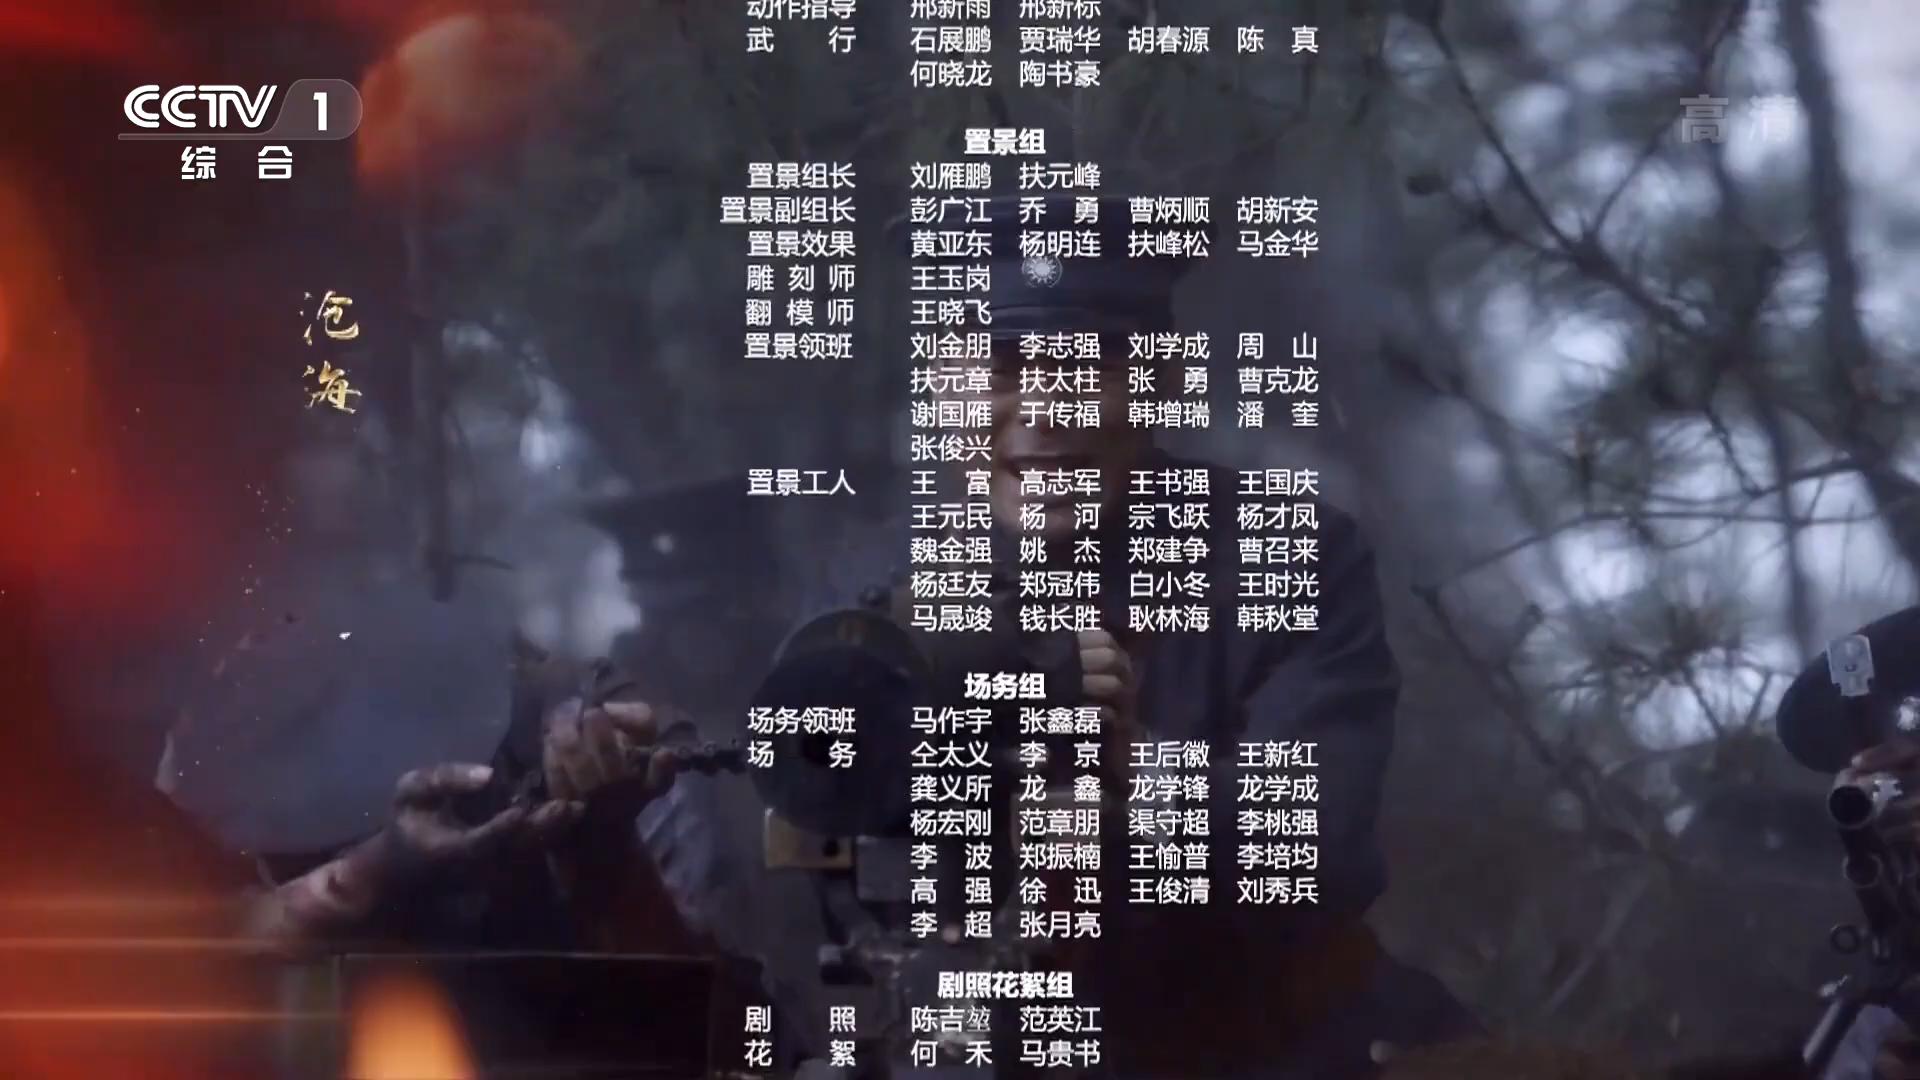 动作指导 邢新雨 邢新标
武 行 石展鹏 贾瑞华 胡春源 陈 真
何晓龙 陶书豪
CCTV 1
综 合
高 清
置景组
置景组长 刘雁鹏 扶元峰
置景副组长 彭广江 乔 勇 曹炳顺 胡新安
置景效果 黄亚东 杨明连 扶峰松 马金华
雕 刻 师 王玉岗
翻 模 师 王晓飞
置景领班 刘金朋 李志强 刘学成 周 山
扶元章 扶太柱 张 勇 曹克龙
谢国雁 于传福 韩增瑞 潘 奎
张俊兴
沧海
置景工人 王 富 高志军 王书强 王国庆
王元民 杨 河 宗飞跃 杨才凤
魏金强 姚 杰 郑建争 曹召来
杨廷友 郑冠伟 白小冬 王时光
马晟竣 钱长胜 耿林海 韩秋堂
场务组
场务领班 马作宇 张鑫磊
场 务 仝太义 李 京 王后徽 王新红
龚义所 龙 鑫 龙学锋 龙学成
杨宏刚 范章朋 渠守超 李桃强
李 波 郑振楠 王愉普 李培均
高 强 徐 迅 王俊清 刘秀兵
李 超 张月亮
剧照花絮组
剧 照 陈吉堃 范英江
花 絮 何 禾 马贵书